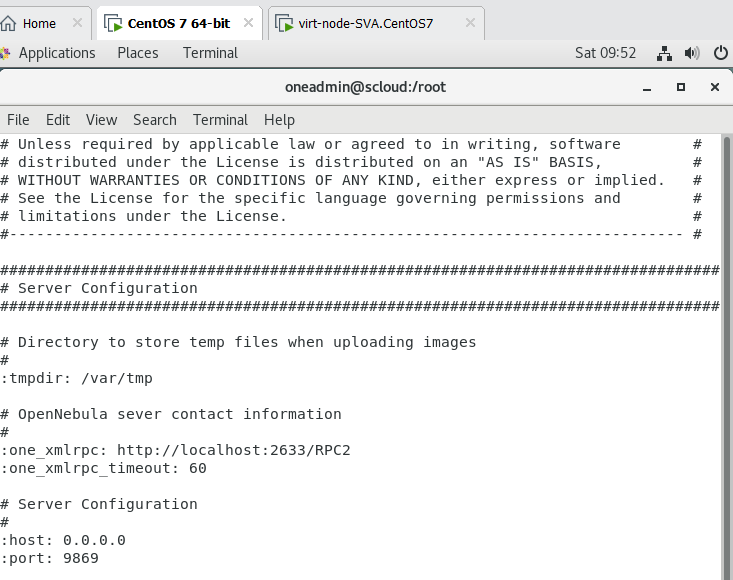 Home CentOS 7 64-bit virt-node-SVA.CentOS7
Applications Places Terminal Sat 09:52
oneadmin@scloud:/root
File Edit View Search Terminal Help
# Unless required by applicable law or agreed to in writing, software #
# distributed under the License is distributed on an "AS IS" BASIS, #
# WITHOUT WARRANTIES OR CONDITIONS OF ANY KIND, either express or implied. #
# See the License for the specific language governing permissions and #
# limitations under the License. #
#--------------------------------------------------------------------------- #
################################################################################
# Server Configuration
################################################################################
# Directory to store temp files when uploading images
#
:tmpdir: /var/tmp
# OpenNebula sever contact information
#
:one_xmlrpc: http://localhost:2633/RPC2
:one_xmlrpc_timeout: 60
# Server Configuration
#
:host: 0.0.0.0
:port: 9869